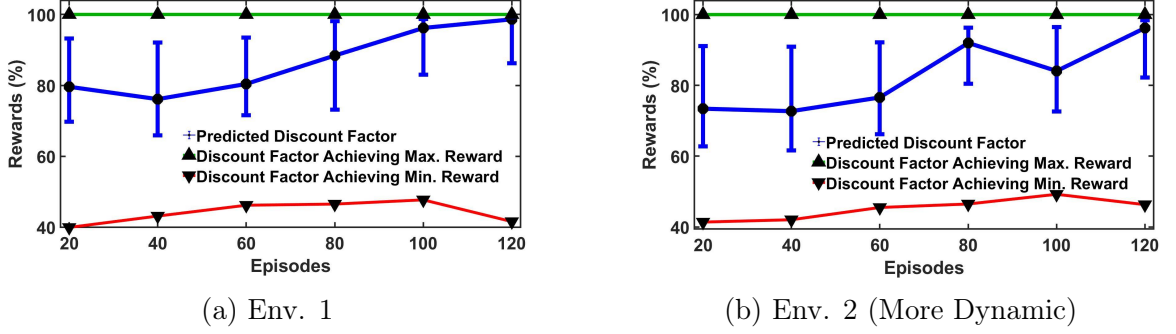 100
80
60
40
Rewards (%)
Predicted Discount Factor
Discount Factor Achieving Max. Reward
Discount Factor Achieving Min. Reward
20 40 60 80 100 120
Episodes
(a) Env. 1
100
80
60
40
Rewards (%)
Predicted Discount Factor
Discount Factor Achieving Max. Reward
Discount Factor Achieving Min. Reward
20 40 60 80 100 120
Episodes
(b) Env. 2 (More Dynamic)